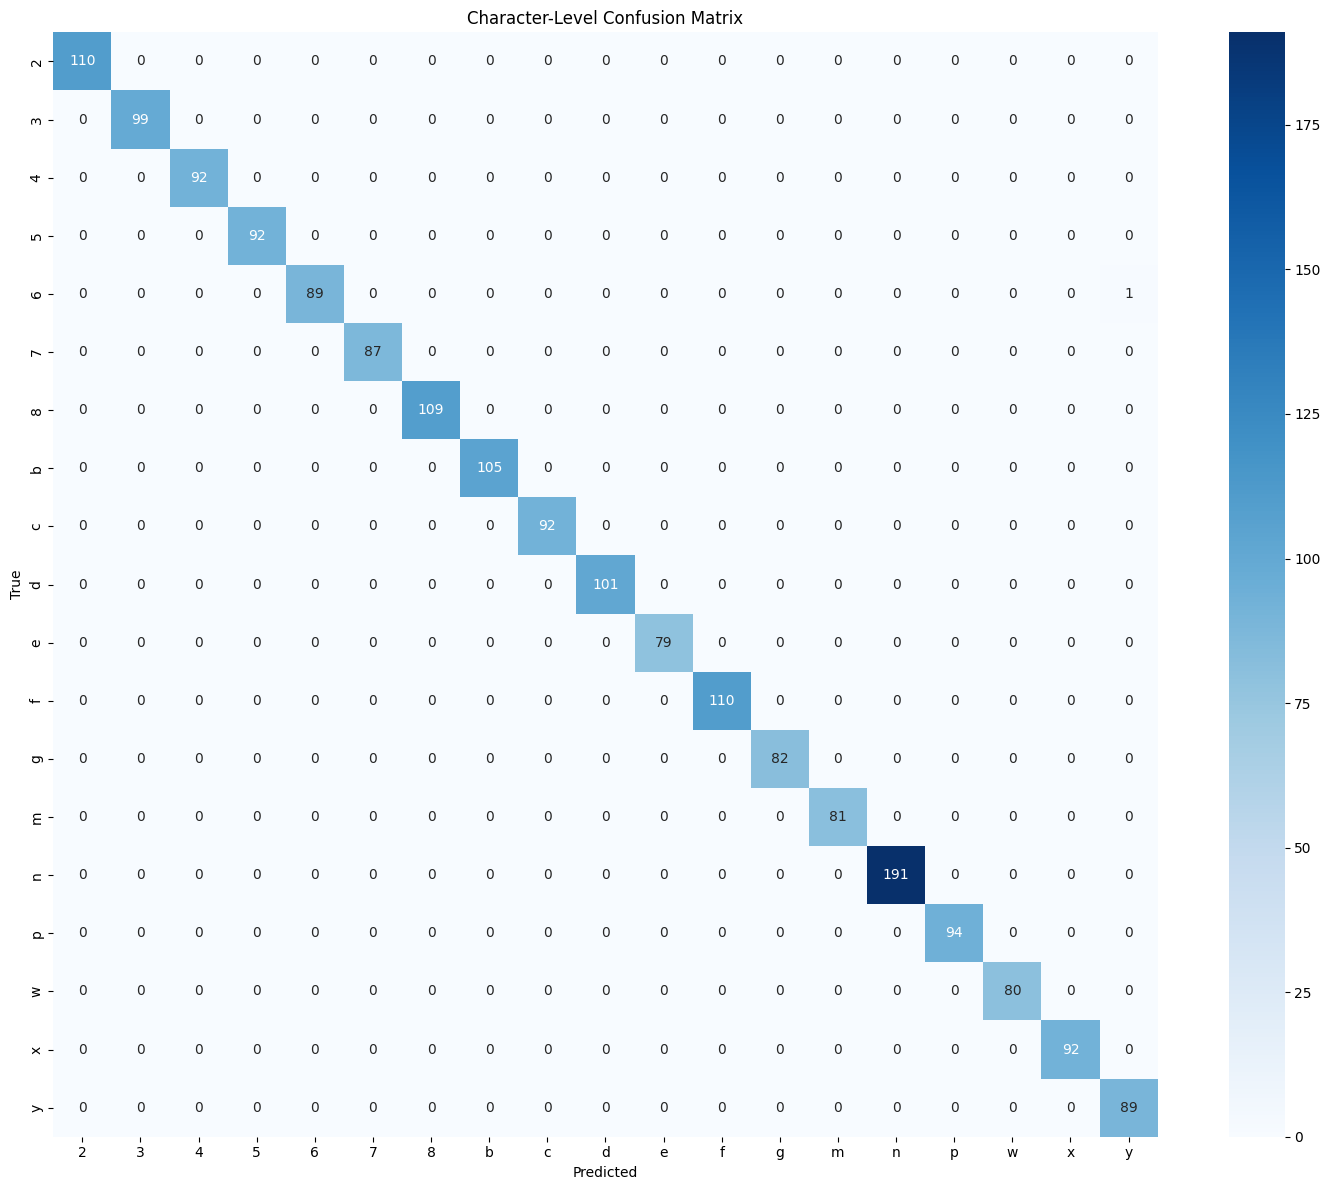 Character-Level Confusion Matrix
2 110 0 0 0 0 0 0 0 0 0 0 0 0 0 0 0 0 0 0
3 0 99 0 0 0 0 0 0 0 0 0 0 0 0 0 0 0 0 0
4 0 0 92 0 0 0 0 0 0 0 0 0 0 0 0 0 0 0 0
5 0 0 0 92 0 0 0 0 0 0 0 0 0 0 0 0 0 0 0
6 0 0 0 0 89 0 0 0 0 0 0 0 0 0 0 0 0 0 1
7 0 0 0 0 0 87 0 0 0 0 0 0 0 0 0 0 0 0 0
8 0 0 0 0 0 0 109 0 0 0 0 0 0 0 0 0 0 0 0
b 0 0 0 0 0 0 0 105 0 0 0 0 0 0 0 0 0 0 0
c 0 0 0 0 0 0 0 0 92 0 0 0 0 0 0 0 0 0 0
d 0 0 0 0 0 0 0 0 0 101 0 0 0 0 0 0 0 0 0
e 0 0 0 0 0 0 0 0 0 0 79 0 0 0 0 0 0 0 0
f 0 0 0 0 0 0 0 0 0 0 0 110 0 0 0 0 0 0 0
g 0 0 0 0 0 0 0 0 0 0 0 0 82 0 0 0 0 0 0
m 0 0 0 0 0 0 0 0 0 0 0 0 0 81 0 0 0 0 0
n 0 0 0 0 0 0 0 0 0 0 0 0 0 0 191 0 0 0 0
p 0 0 0 0 0 0 0 0 0 0 0 0 0 0 0 94 0 0 0
w 0 0 0 0 0 0 0 0 0 0 0 0 0 0 0 0 80 0 0
x 0 0 0 0 0 0 0 0 0 0 0 0 0 0 0 0 0 92 0
y 0 0 0 0 0 0 0 0 0 0 0 0 0 0 0 0 0 0 89
2 3 4 5 6 7 8 b c d e f g m n p w x y
Predicted
True
175
150
125
100
75
50
25
0